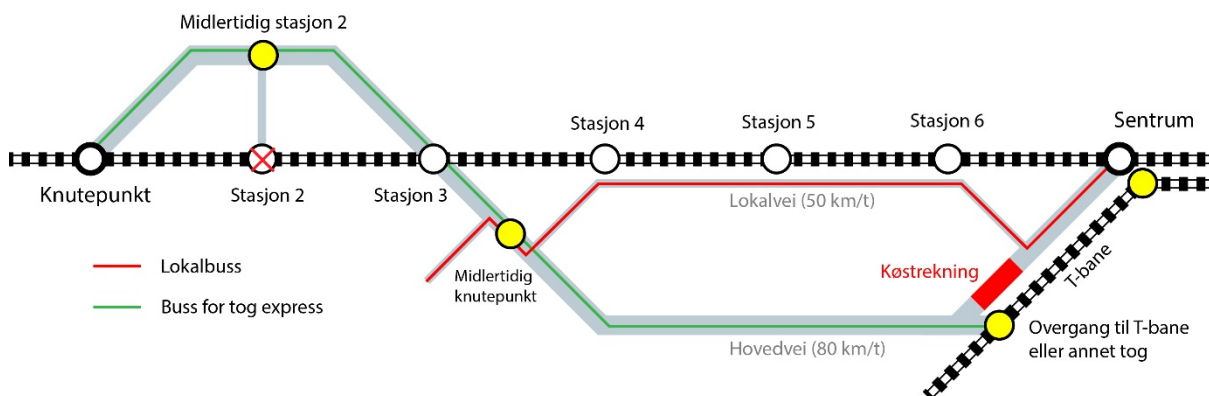 Midlertidig stasjon 2
Stasjon 4
Stasjon 5
Stasjon 6
Sentrum
Knutepunkt
Stasjon 2
Stasjon 3
Lokalvei (50 km/t)
Lokalbuss
Buss for tog express
Midlertidig
knutepunkt
Køstrekning
T-bane
Hovedvei (80 km/t)
Overgang til T-bane
eller annet tog